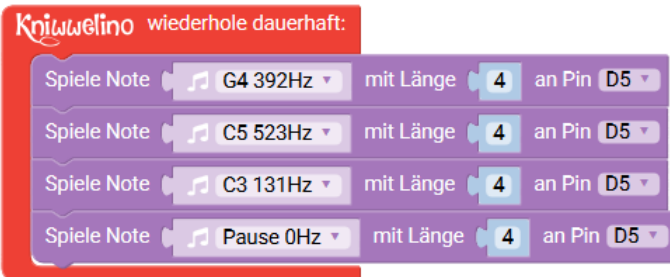 Kniwwelino wiederhole dauerhaft:
Spiele Note G4 392Hz mit Länge 4 an Pin D5
Spiele Note C5 523Hz mit Länge 4 an Pin D5
Spiele Note C3 131Hz mit Länge 4 an Pin D5
Spiele Note Pause 0Hz mit Länge 4 an Pin D5